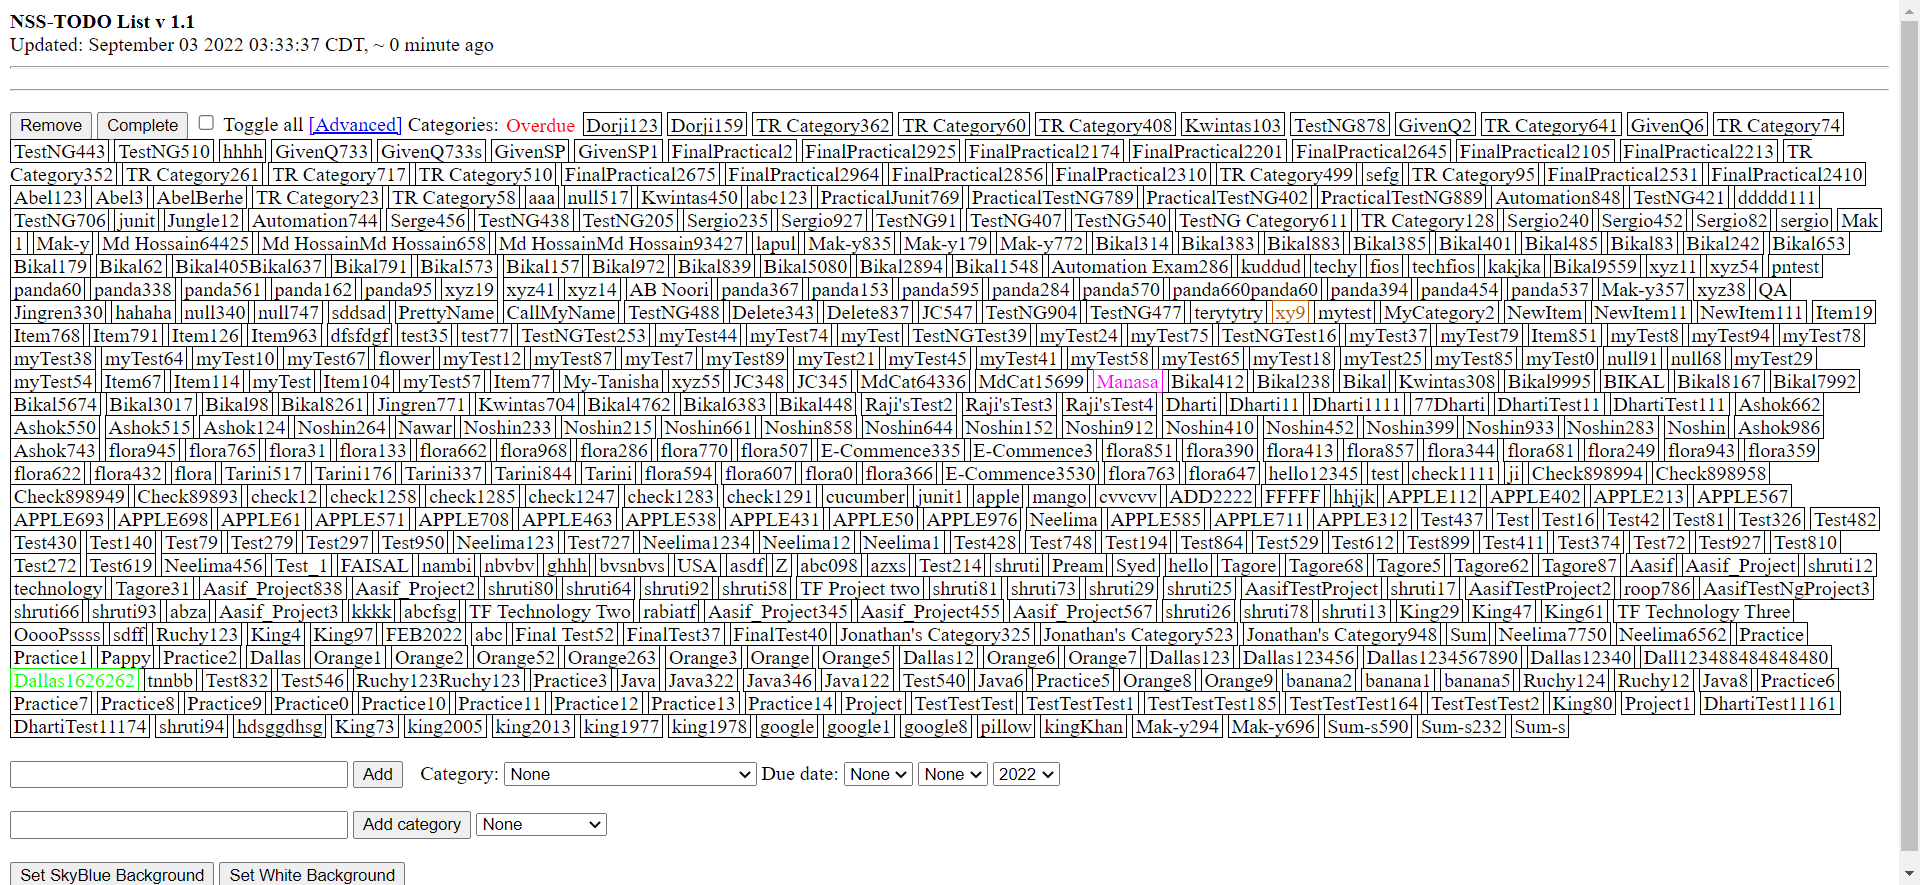 NSS-TODO List v 1.1
Updated: September 03 2022 03:33:37 CDT, ~ 0 minute ago
Remove Complete Toggle all [Advanced] Categories: Overdue Dorji123 Dorji159 TR Category362 TR Category60 TR Category408 Kwintas103 TestNG878 GivenQ2 TR Category641 GivenQ6 TR Category74
TestNG443 TestNG510 hhhh GivenQ733 GivenQ733s GivenSP GivenSP1 FinalPractical2 FinalPractical2925 FinalPractical2174 FinalPractical2201 FinalPractical2645 FinalPractical2105 FinalPractical2213 TR
Category352 TR Category261 TR Category717 TR Category510 FinalPractical2675 FinalPractical2964 FinalPractical2856 FinalPractical2310 TR Category499 sefg TR Category95 FinalPractical2531 FinalPractical2410
Abel123 Abel3 AbelBerhe TR Category23 TR Category58 aaa null517 Kwintas450 abc123 PracticalJunit769 PracticalTestNG789 PracticalTestNG402 PracticalTestNG889 Automation848 TestNG421 ddddd111
TestNG706 junit Jungle12 Automation744 Serge456 TestNG438 TestNG205 Sergio235 Sergio927 TestNG91 TestNG407 TestNG540 TestNG Category611 TR Category128 Sergio240 Sergio452 Sergio82 sergio Mak
1 Mak-y Md Hossain64425 Md HossainMd Hossain658 Md HossainMd Hossain93427 lapul Mak-y835 Mak-y179 Mak-y772 Bikal314 Bikal383 Bikal883 Bikal385 Bikal401 Bikal485 Bikal83 Bikal242 Bikal653
Bikal179 Bikal62 Bikal405Bikal637 Bikal791 Bikal573 Bikal157 Bikal972 Bikal839 Bikal5080 Bikal2894 Bikal1548 Automation Exam286 kuddud techy fios techfios kakjka Bikal9559 xyz11 xyz54 pntest
panda60 panda338 panda561 panda162 panda95 xyz19 xyz41 xyz14 AB Noori panda367 panda153 panda595 panda284 panda570 panda660panda60 panda394 panda454 panda537 Mak-y357 xyz38 QA
Jingren330 hahaha null340 null747 sddsad PrettyName CallMyName TestNG488 Delete343 Delete837 JC547 TestNG904 TestNG477 terytytry xy9 mytest MyCategory2 NewItem NewItem11 NewItem111 Item19
Item768 Item791 Item126 Item963 dfsfdgf test35 test77 TestNGTest253 myTest44 myTest74 myTest TestNGTest39 myTest24 myTest75 TestNGTest16 myTest37 myTest79 Item851 myTest8 myTest94 myTest78
myTest38 myTest64 myTest10 myTest67 flower myTest12 myTest87 myTest7 myTest89 myTest21 myTest45 myTest41 myTest58 myTest65 myTest18 myTest25 myTest85 myTest0 null91 null68 myTest29
myTest54 Item67 Item114 myTest Item104 myTest57 Item77 My-Tanisha xyz55 JC348 JC345 MdCat64336 MdCat15699 Manasa Bikal412 Bikal238 Bikal Kwintas308 Bikal9995 BIKAL Bikal8167 Bikal7992
Bikal5674 Bikal3017 Bikal98 Bikal8261 Jingren771 Kwintas704 Bikal4762 Bikal6383 Bikal448 Raji'sTest2 Raji'sTest3 Raji'sTest4 Dharti Dharti11 Dharti1111 77Dharti DhartiTest11 DhartiTest111 Ashok662
Ashok550 Ashok515 Ashok124 Noshin264 Nawar Noshin233 Noshin215 Noshin661 Noshin858 Noshin644 Noshin152 Noshin912 Noshin410 Noshin452 Noshin399 Noshin933 Noshin283 Noshin Ashok986
Ashok743 flora945 flora765 flora31 flora133 flora662 flora968 flora286 flora770 flora507 E-Commence335 E-Commence3 flora851 flora390 flora413 flora857 flora344 flora681 flora249 flora943 flora359
flora622 flora432 flora Tarini517 Tarini176 Tarini337 Tarini844 Tarini flora594 flora607 flora0 flora366 E-Commence3530 flora763 flora647 hello12345 test check1111 ji Check898994 Check898958
Check898949 Check89893 check12 check1258 check1285 check1247 check1283 check1291 cucumber junit1 apple mango cvvcvv ADD2222 FFFFF hhjjk APPLE112 APPLE402 APPLE213 APPLE567
APPLE693 APPLE698 APPLE61 APPLE571 APPLE708 APPLE463 APPLE538 APPLE431 APPLE50 APPLE976 Neelima APPLE585 APPLE711 APPLE312 Test437 Test Test16 Test42 Test81 Test326 Test482
Test430 Test140 Test79 Test279 Test297 Test950 Neelima123 Test727 Neelima1234 Neelima12 Neelima1 Test428 Test748 Test194 Test864 Test529 Test612 Test899 Test411 Test374 Test72 Test927 Test810
Test272 Test619 Neelima456 Test_1 FAISAL nambi nbvbv ghhh bvsnbvs USA asdf Z abc098 azxs Test214 shruti Pream Syed hello Tagore Tagore68 Tagore5 Tagore62 Tagore87 Aasif Aasif_Project shruti12
technology Tagore31 Aasif_Project838 Aasif_Project2 shruti80 shruti64 shruti92 shruti58 TF Project two shruti81 shruti73 shruti29 shruti25 AasifTestProject shruti17 AasifTestProject2 roop786 AasifTestNgProject3
shruti66 shruti93 abza Aasif_Project3 kkkk abcfsg TF Technology Two rabiatf Aasif_Project345 Aasif_Project455 Aasif_Project567 shruti26 shruti78 shruti13 King29 King47 King61 TF Technology Three
OoooPssss sdff Ruchy123 King4 King97 FEB2022 abc Final Test52 FinalTest37 FinalTest40 Jonathan's Category325 Jonathan's Category523 Jonathan's Category948 Sum Neelima7750 Neelima6562 Practice
Practice1 Pappy Practice2 Dallas Orange1 Orange2 Orange52 Orange263 Orange3 Orange Orange5 Dallas12 Orange6 Orange7 Dallas123 Dallas123456 Dallas1234567890 Dallas12340 Dall123488484848480
Dallas1626262 tnnbb Test832 Test546 Ruchy123Ruchy123 Practice3 Java Java322 Java346 Java122 Test540 Java6 Practice5 Orange8 Orange9 banana2 banana1 banana5 Ruchy124 Ruchy12 Java8 Practice6
Practice7 Practice8 Practice9 Practice0 Practice10 Practice11 Practice12 Practice13 Practice14 Project TestTestTest TestTestTest1 TestTestTest185 TestTestTest164 TestTestTest2 King80 Project1 DhartiTest11161
DhartiTest11174 shruti94 hdsggdhsg King73 king2005 king2013 king1977 king1978 google google1 google8 pillow kingKhan Mak-y294 Mak-y696 Sum-s590 Sum-s232 Sum-s
Add Category: None Due date: None None 2022
Add category None
Set SkyBlue Background Set White Background